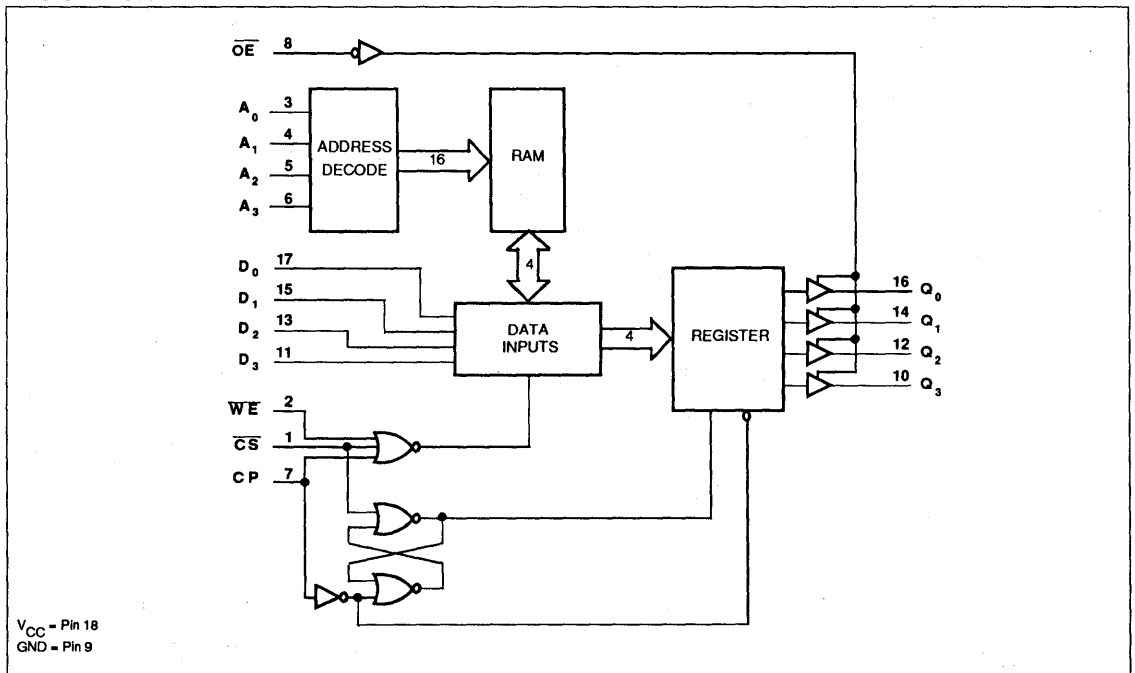 OE 8
A0 3
A1 4
A2 5
A3 6
ADDRESS
DECODE
16
RAM
4
D0 17
D1 15
D2 13
D3 11
DATA
INPUTS
4
REGISTER
16 Q0
14 Q1
12 Q2
10 Q3
WE 2
CS 1
CP 7
VCC = Pin 18
GND = Pin 9